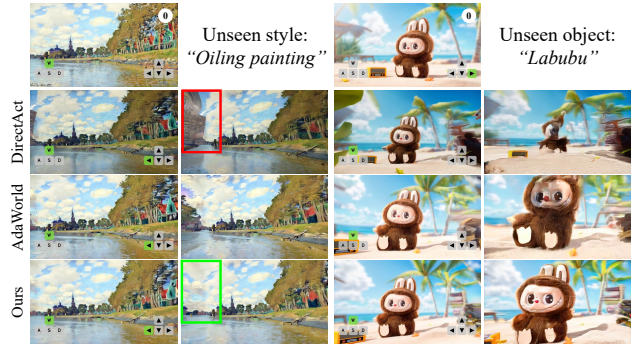 0
Unseen style:
“Oiling painting”
0
Unseen object:
“Labubu”
W
A S D
W
A S D
DirectAct
W
A S D
W
A S D
AdaWorld
W
A S D
W
A S D
Ours
W
A S D
W
A S D